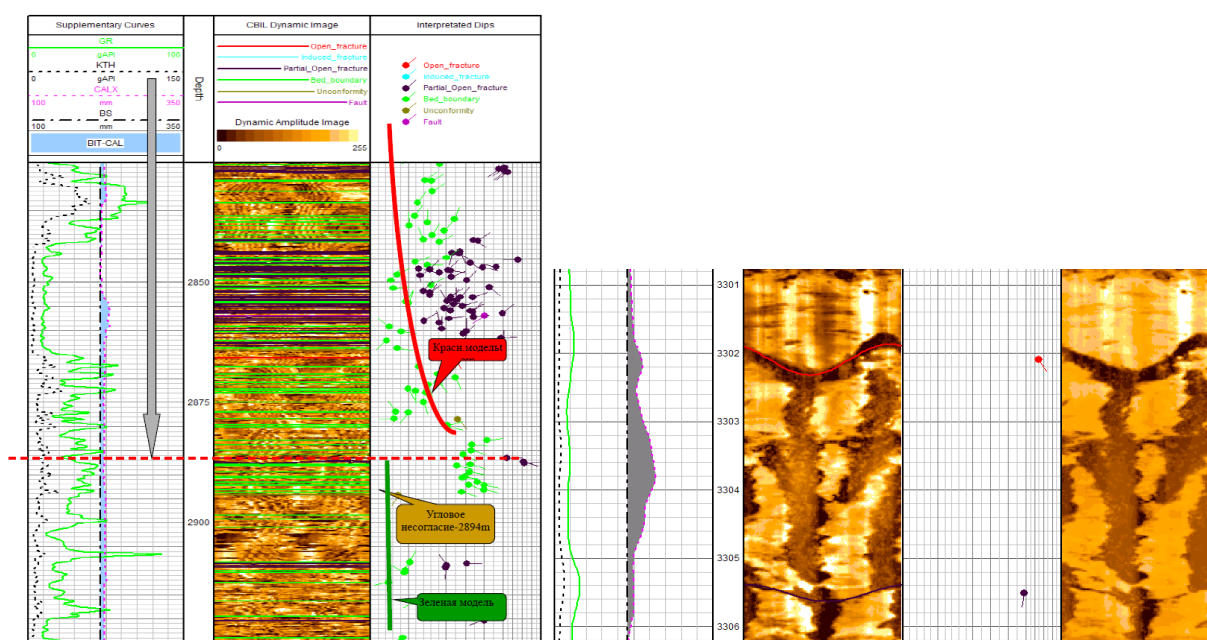 Supplementary Curves
GR
0 gAPI 100
KTH
0 gAPI 150
CALX
100 mm 350
BS
100 mm 350
BIT-CAL
Depth
CBIL Dynamic Image
Open_fracture
Induced_fracture
Partial_Open_fracture
Bed_boundary
Unconformity
Fault
Dynamic Amplitude Image
0 255
Interpretated Dips
Open_fracture
Induced_fracture
Partial_Open_fracture
Bed_boundary
Unconformity
Fault
2850
2875
2900
Красн модельt
Угловое
несогласие-2894m
Зеленая модель
3301
3302
3303
3304
3305
3306